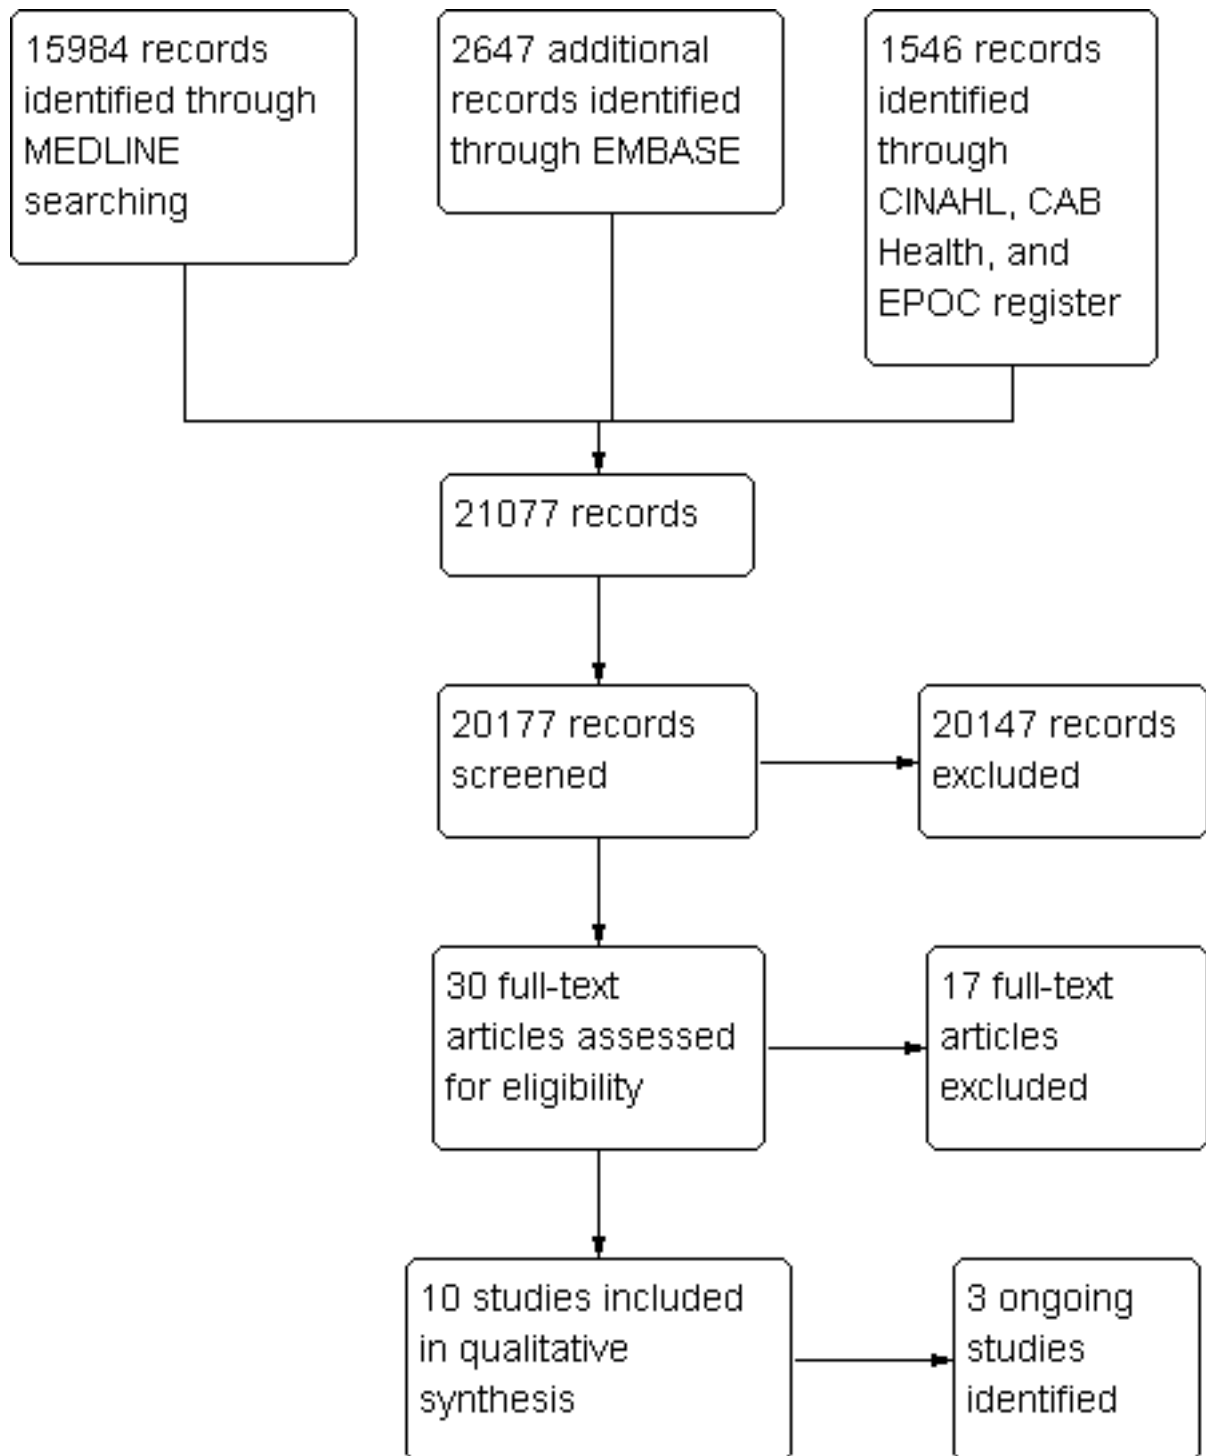 15984 records
identified through
MEDLINE
searching
2647 additional
records identified
through EMBASE
1546 records
identified
through
CINAHL, CAB
Health, and
EPOC register
21077 records
20177 records
screened
20147 records
excluded
30 full-text
articles assessed
for eligibility
17 full-text
articles
excluded
10 studies included
in qualitative
synthesis
3 ongoing
studies
identified